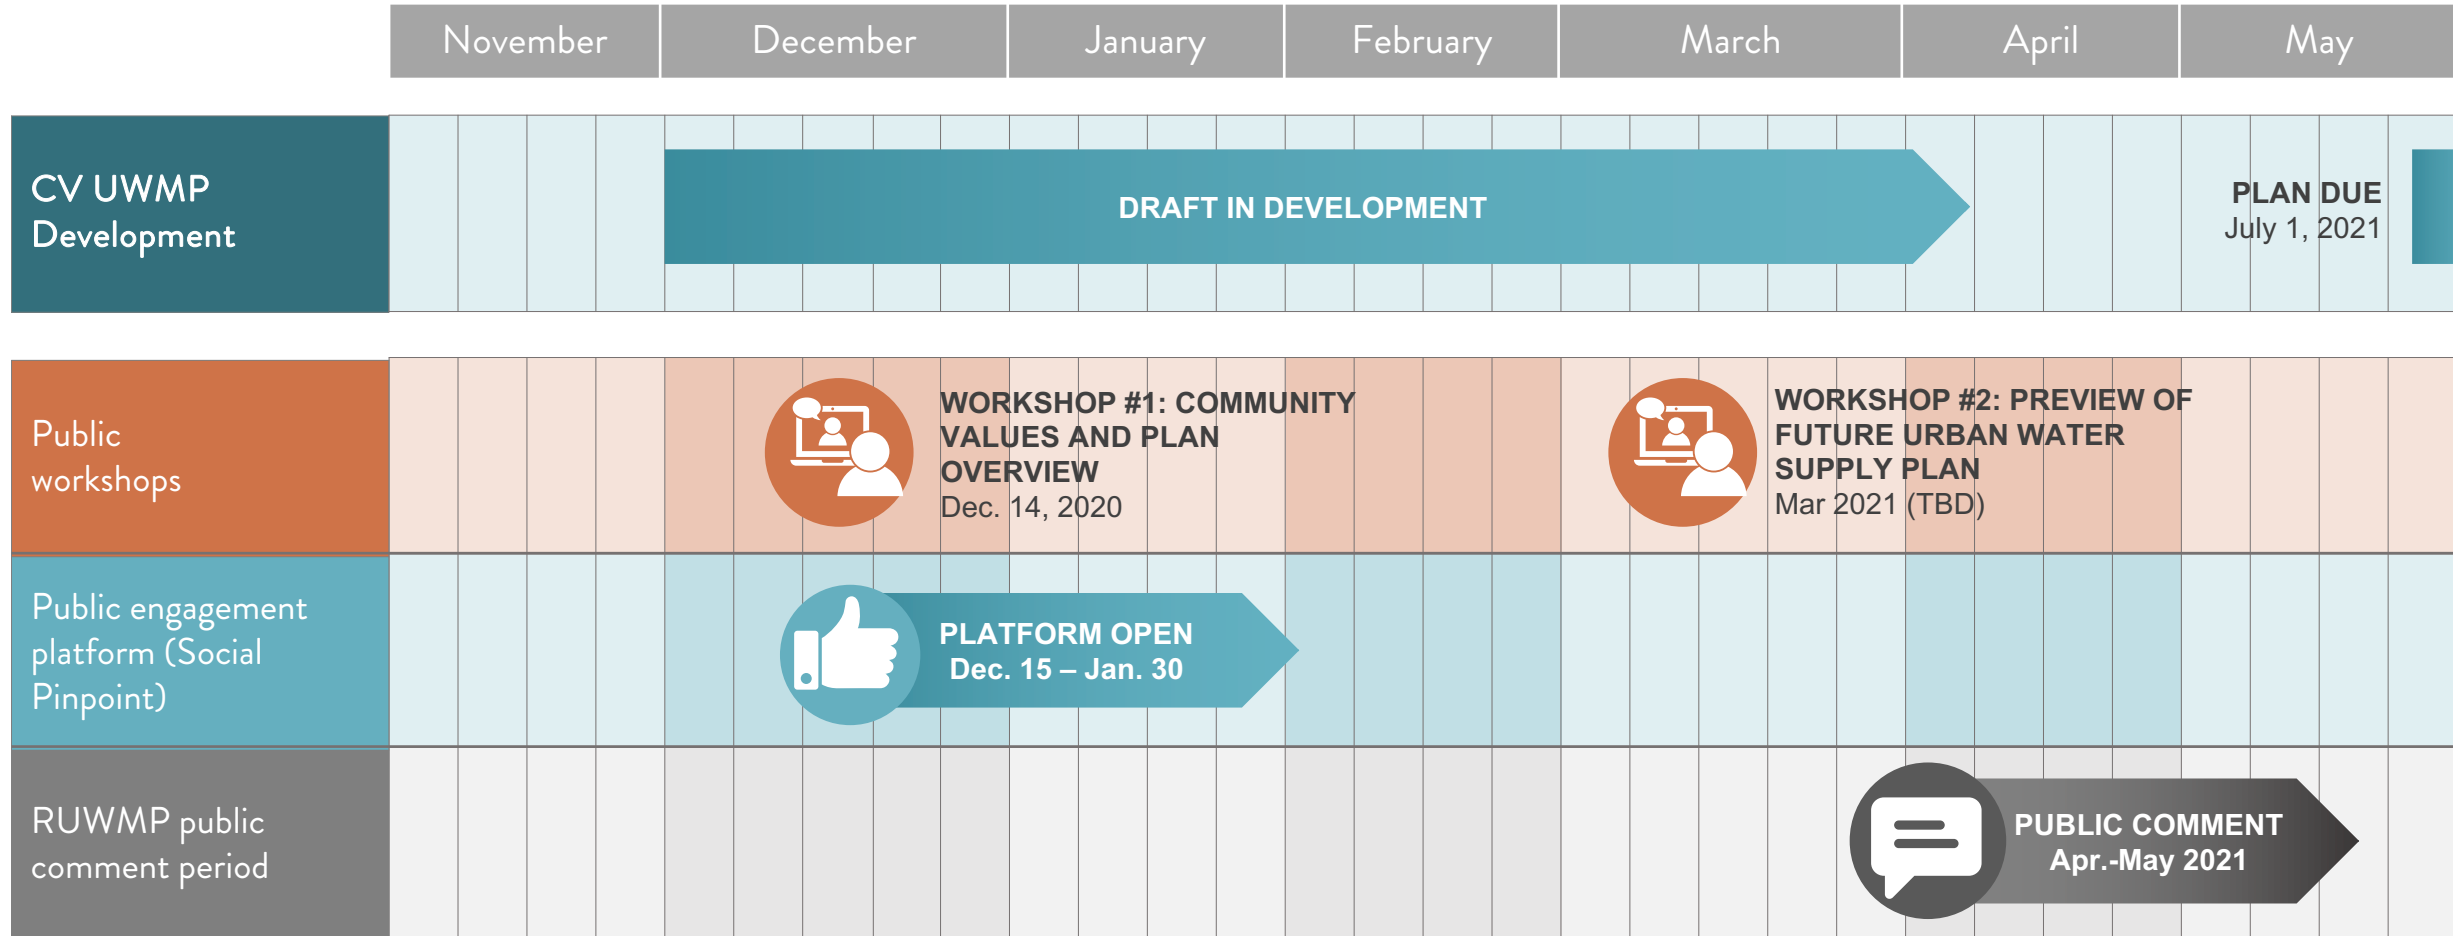 November December January February March April May
CV UWMP
Development
DRAFT IN DEVELOPMENT
PLAN DUE
July 1, 2021
Public
workshops
WORKSHOP #1: COMMUNITY
VALUES AND PLAN
OVERVIEW
Dec. 14, 2020
WORKSHOP #2: PREVIEW OF
FUTURE URBAN WATER
SUPPLY PLAN
Mar 2021 (TBD)
Public engagement
platform (Social
Pinpoint)
PLATFORM OPEN
Dec. 15 – Jan. 30
RUWMP public
comment period
PUBLIC COMMENT
Apr.-May 2021